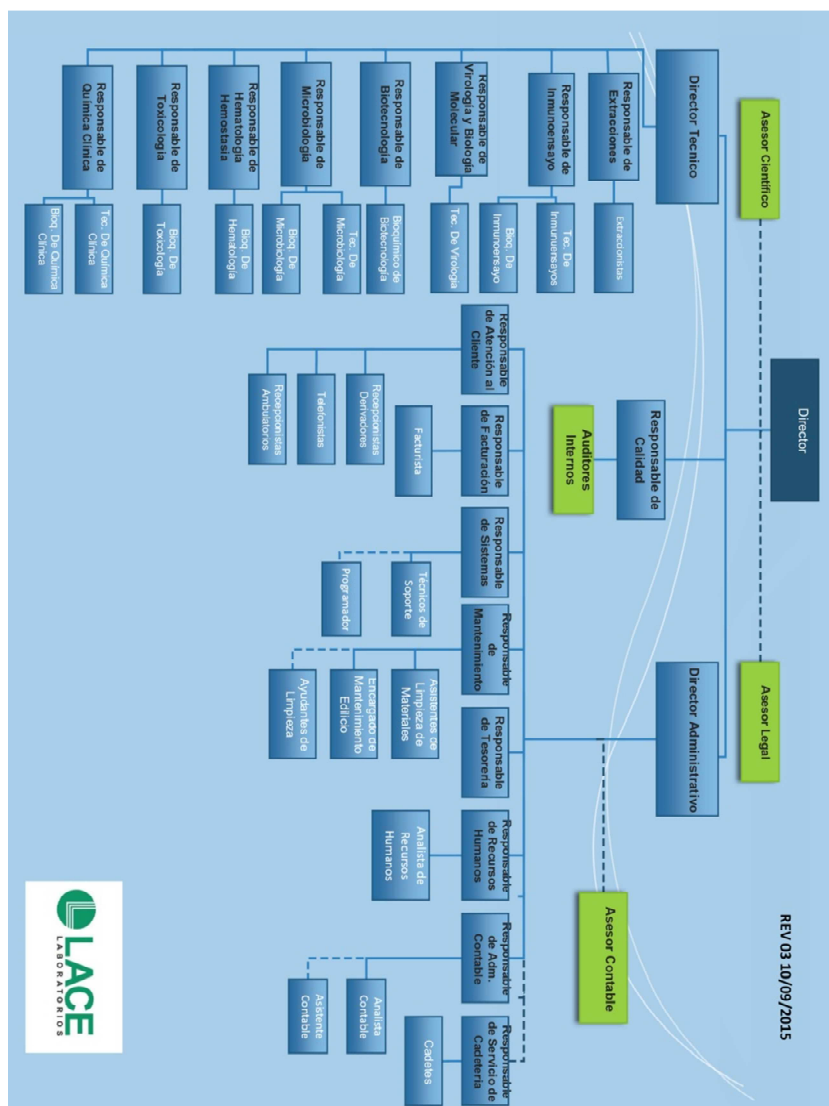 REV 03 10/09/2015
Director
Asesor Científico
Asesor Legal
Director Tecnico
Responsable de
Calidad
Director Administrativo
Auditores
Internos
Asesor Contable
Responsable de
Extracciones
Extraccionistas
Responsable de
Inmunoensayo
Tec. De
Inmunuensayos
Bioq. De
Inmunoensayo
Responsable de
Virología y Biología
Molecular
Tec. De Virología
Responsable de
Biotecnología
Bioquímico de
Biotecnología
Responsable de
Microbiología
Tec. De
Microbiología
Bioq. De
Microbiología
Responsable de
Hematología
Hemostasia
Bioq. De
Hematología
Responsable de
Toxicología
Bioq. De
Toxicología
Responsable de
Química Clínica
Tec. De Química
Clínica
Bioq. De Química
Clínica
Responsable
de Atención al
Cliente
Recepcionistas
Derivadores
Telefonistas
Recepcionistas
Ambulatorios
Responsable
de Facturación
Facturista
Responsable
de Sistemas
Técnicos de
Soporte
Programador
Responsable
de
Mantenimiento
Asistentes de
Limpieza de
Materiales
Encargado de
Mantenimiento
Edilicio
Ayudantes de
Limpieza
Responsable
de Tesorería
Responsable
de Recursos
Humanos
Analista de
Recursos
Humanos
Responsable
de Adm.
Contable
Analista
Contable
Asistente
Contable
Responsable
de Servicio de
Cadetería
Cadetes
LACE
LABORATORIOS